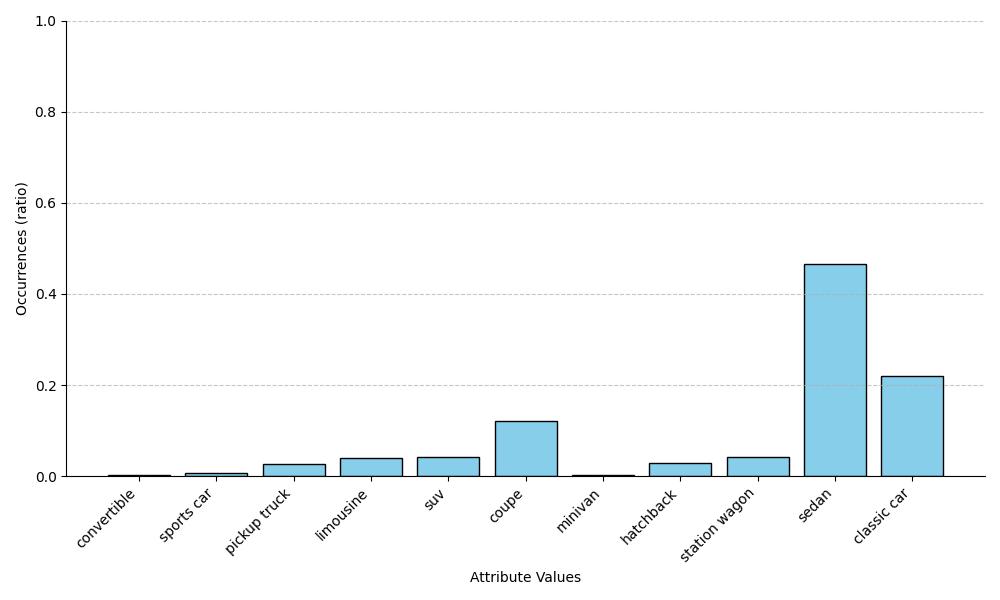 1.0
0.8
0.6
0.4
0.2
0.0
Occurrences (ratio)
convertible
sports car
pickup truck
limousine
suv
coupe
minivan
hatchback
station wagon
sedan
classic car
Attribute Values